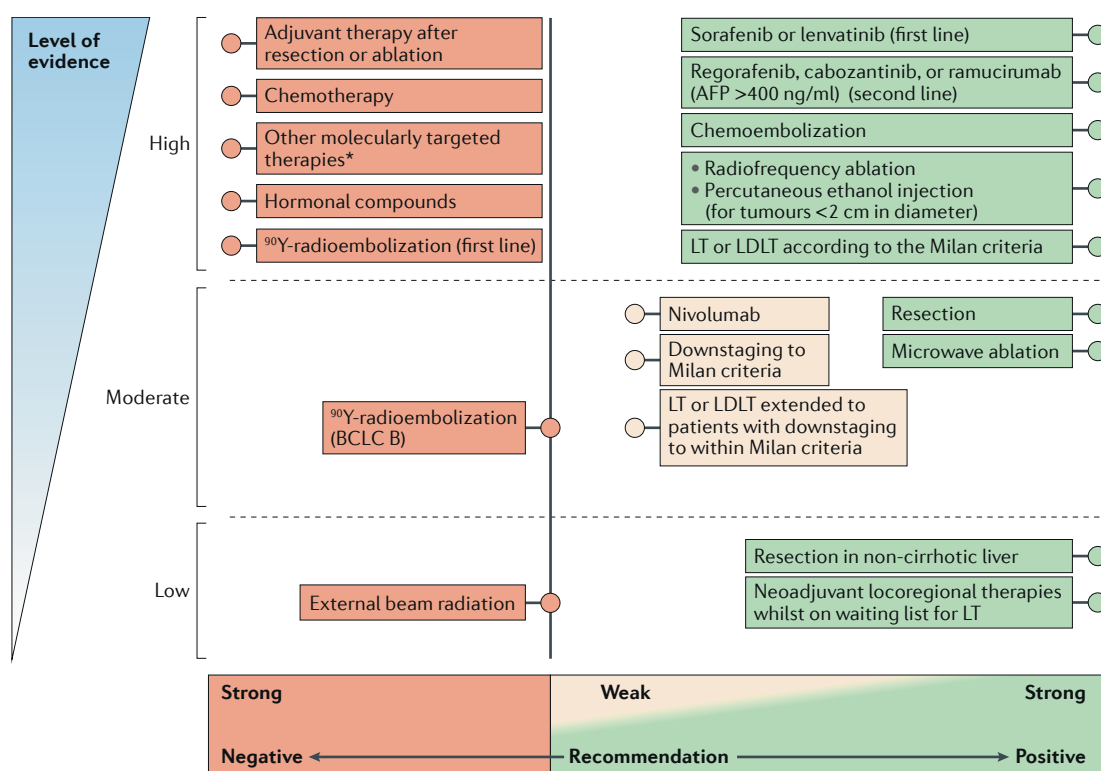 Level of
evidence
High
Adjuvant therapy after
resection or ablation
Chemotherapy
Other molecularly targeted
therapies*
Hormonal compounds
⁹⁰Y-radioembolization (first line)
Sorafenib or lenvatinib (first line)
Regorafenib, cabozantinib, or ramucirumab
(AFP >400 ng/ml) (second line)
Chemoembolization
• Radiofrequency ablation
• Percutaneous ethanol injection
(for tumours <2 cm in diameter)
LT or LDLT according to the Milan criteria
Moderate
⁹⁰Y-radioembolization
(BCLC B)
Nivolumab
Downstaging to
Milan criteria
LT or LDLT extended to
patients with downstaging
to within Milan criteria
Resection
Microwave ablation
Low
External beam radiation
Resection in non-cirrhotic liver
Neoadjuvant locoregional therapies
whilst on waiting list for LT
Strong Weak Strong
Negative Recommendation Positive